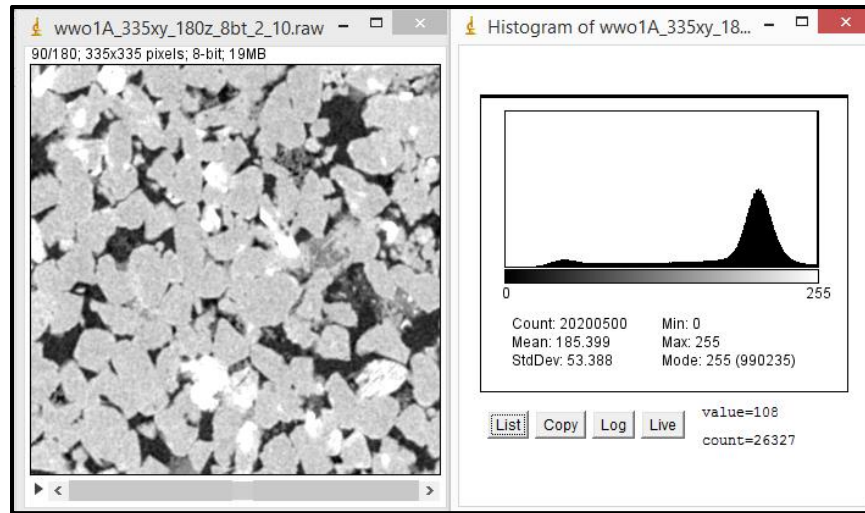 wwo1A_335xy_180z_8bt_2_10.raw
90/180; 335x335 pixels; 8-bit; 19MB
Histogram of wwo1A_335xy_18...
0 255
Count: 20200500 Min: 0
Mean: 185.399 Max: 255
StdDev: 53.388 Mode: 255 (990235)
List Copy Log Live
value=108
count=26327